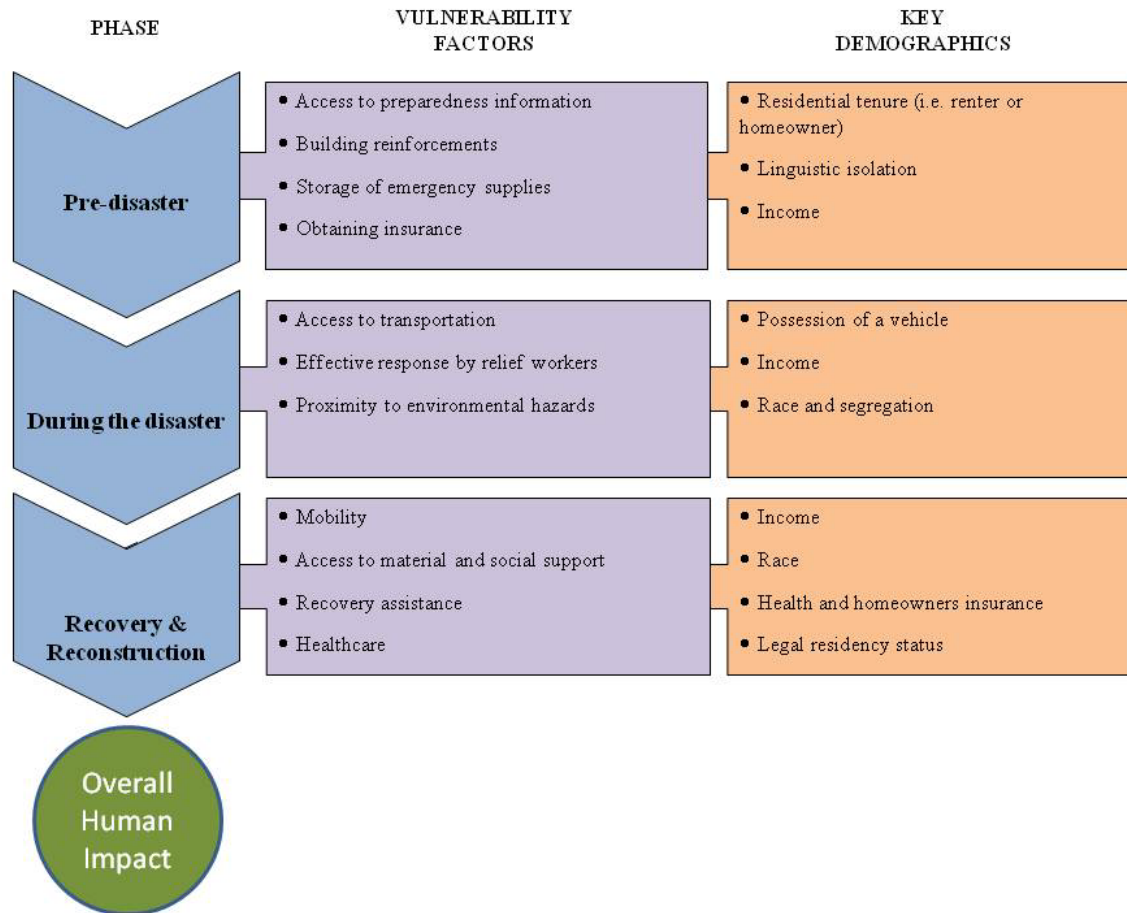 PHASE
VULNERABILITY
FACTORS
KEY
DEMOGRAPHICS
Pre-disaster
• Access to preparedness information
• Building reinforcements
• Storage of emergency supplies
• Obtaining insurance
• Residential tenure (i.e. renter or
homeowner)
• Linguistic isolation
• Income
During the disaster
• Access to transportation
• Effective response by relief workers
• Proximity to environmental hazards
• Possession of a vehicle
• Income
• Race and segregation
Recovery &
Reconstruction
• Mobility
• Access to material and social support
• Recovery assistance
• Healthcare
• Income
• Race
• Health and homeowners insurance
• Legal residency status
Overall
Human
Impact